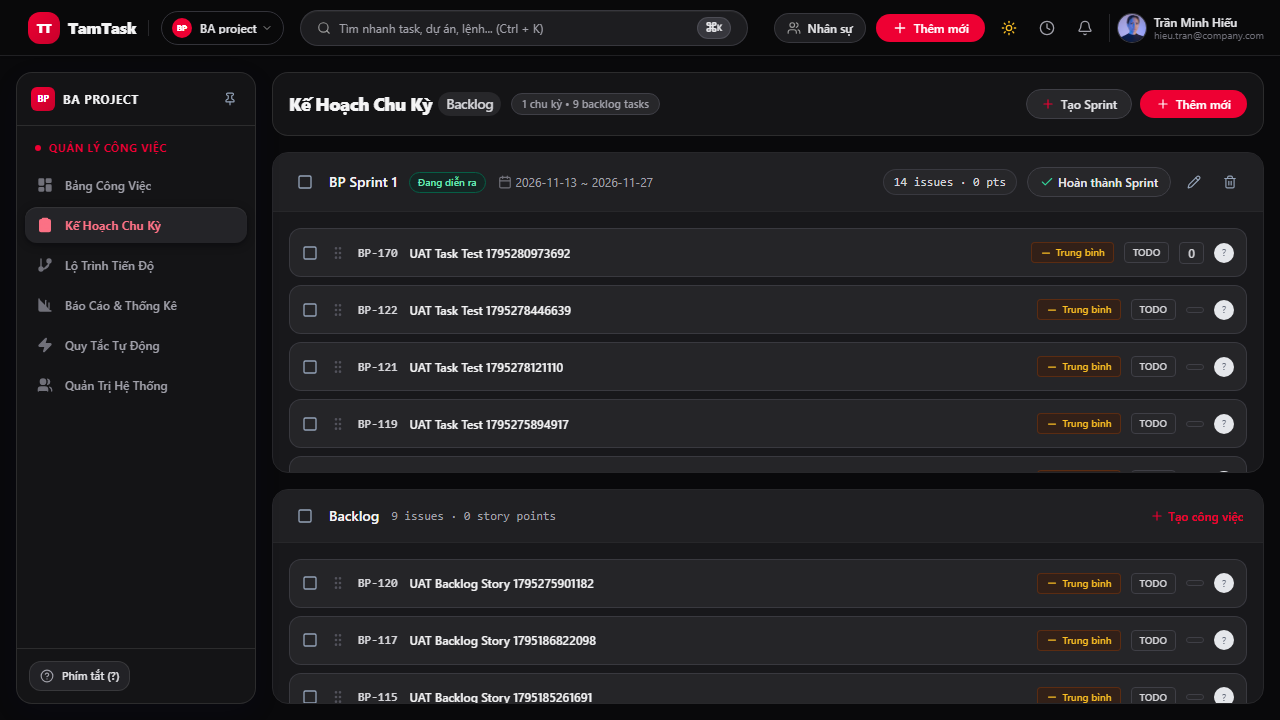 TT TamTask BP BA project Tìm nhanh task, dự án, lệnh... (Ctrl + K) ⌘K Nhân sự + Thêm mới Trần Minh Hiếu
hieu.tran@company.com
BP BA PROJECT
QUẢN LÝ CÔNG VIỆC
Bảng Công Việc
Kế Hoạch Chu Kỳ
Lộ Trình Tiến Độ
Báo Cáo & Thống Kê
Quy Tắc Tự Động
Quản Trị Hệ Thống
Phím tắt (?)
Kế Hoạch Chu Kỳ Backlog 1 chu kỳ • 9 backlog tasks + Tạo Sprint + Thêm mới
BP Sprint 1 Đang diễn ra 2026-11-13 ~ 2026-11-27 14 issues · 0 pts Hoàn thành Sprint
BP-170 UAT Task Test 1795280973692 Trung bình TODO 0 ?
BP-122 UAT Task Test 1795278446639 Trung bình TODO ?
BP-121 UAT Task Test 1795278121110 Trung bình TODO ?
BP-119 UAT Task Test 1795275894917 Trung bình TODO ?
Backlog 9 issues · 0 story points + Tạo công việc
BP-120 UAT Backlog Story 1795275901182 Trung bình TODO ?
BP-117 UAT Backlog Story 1795186822098 Trung bình TODO ?
BP-115 UAT Backlog Story 1795185261691 Trung bình TODO ?